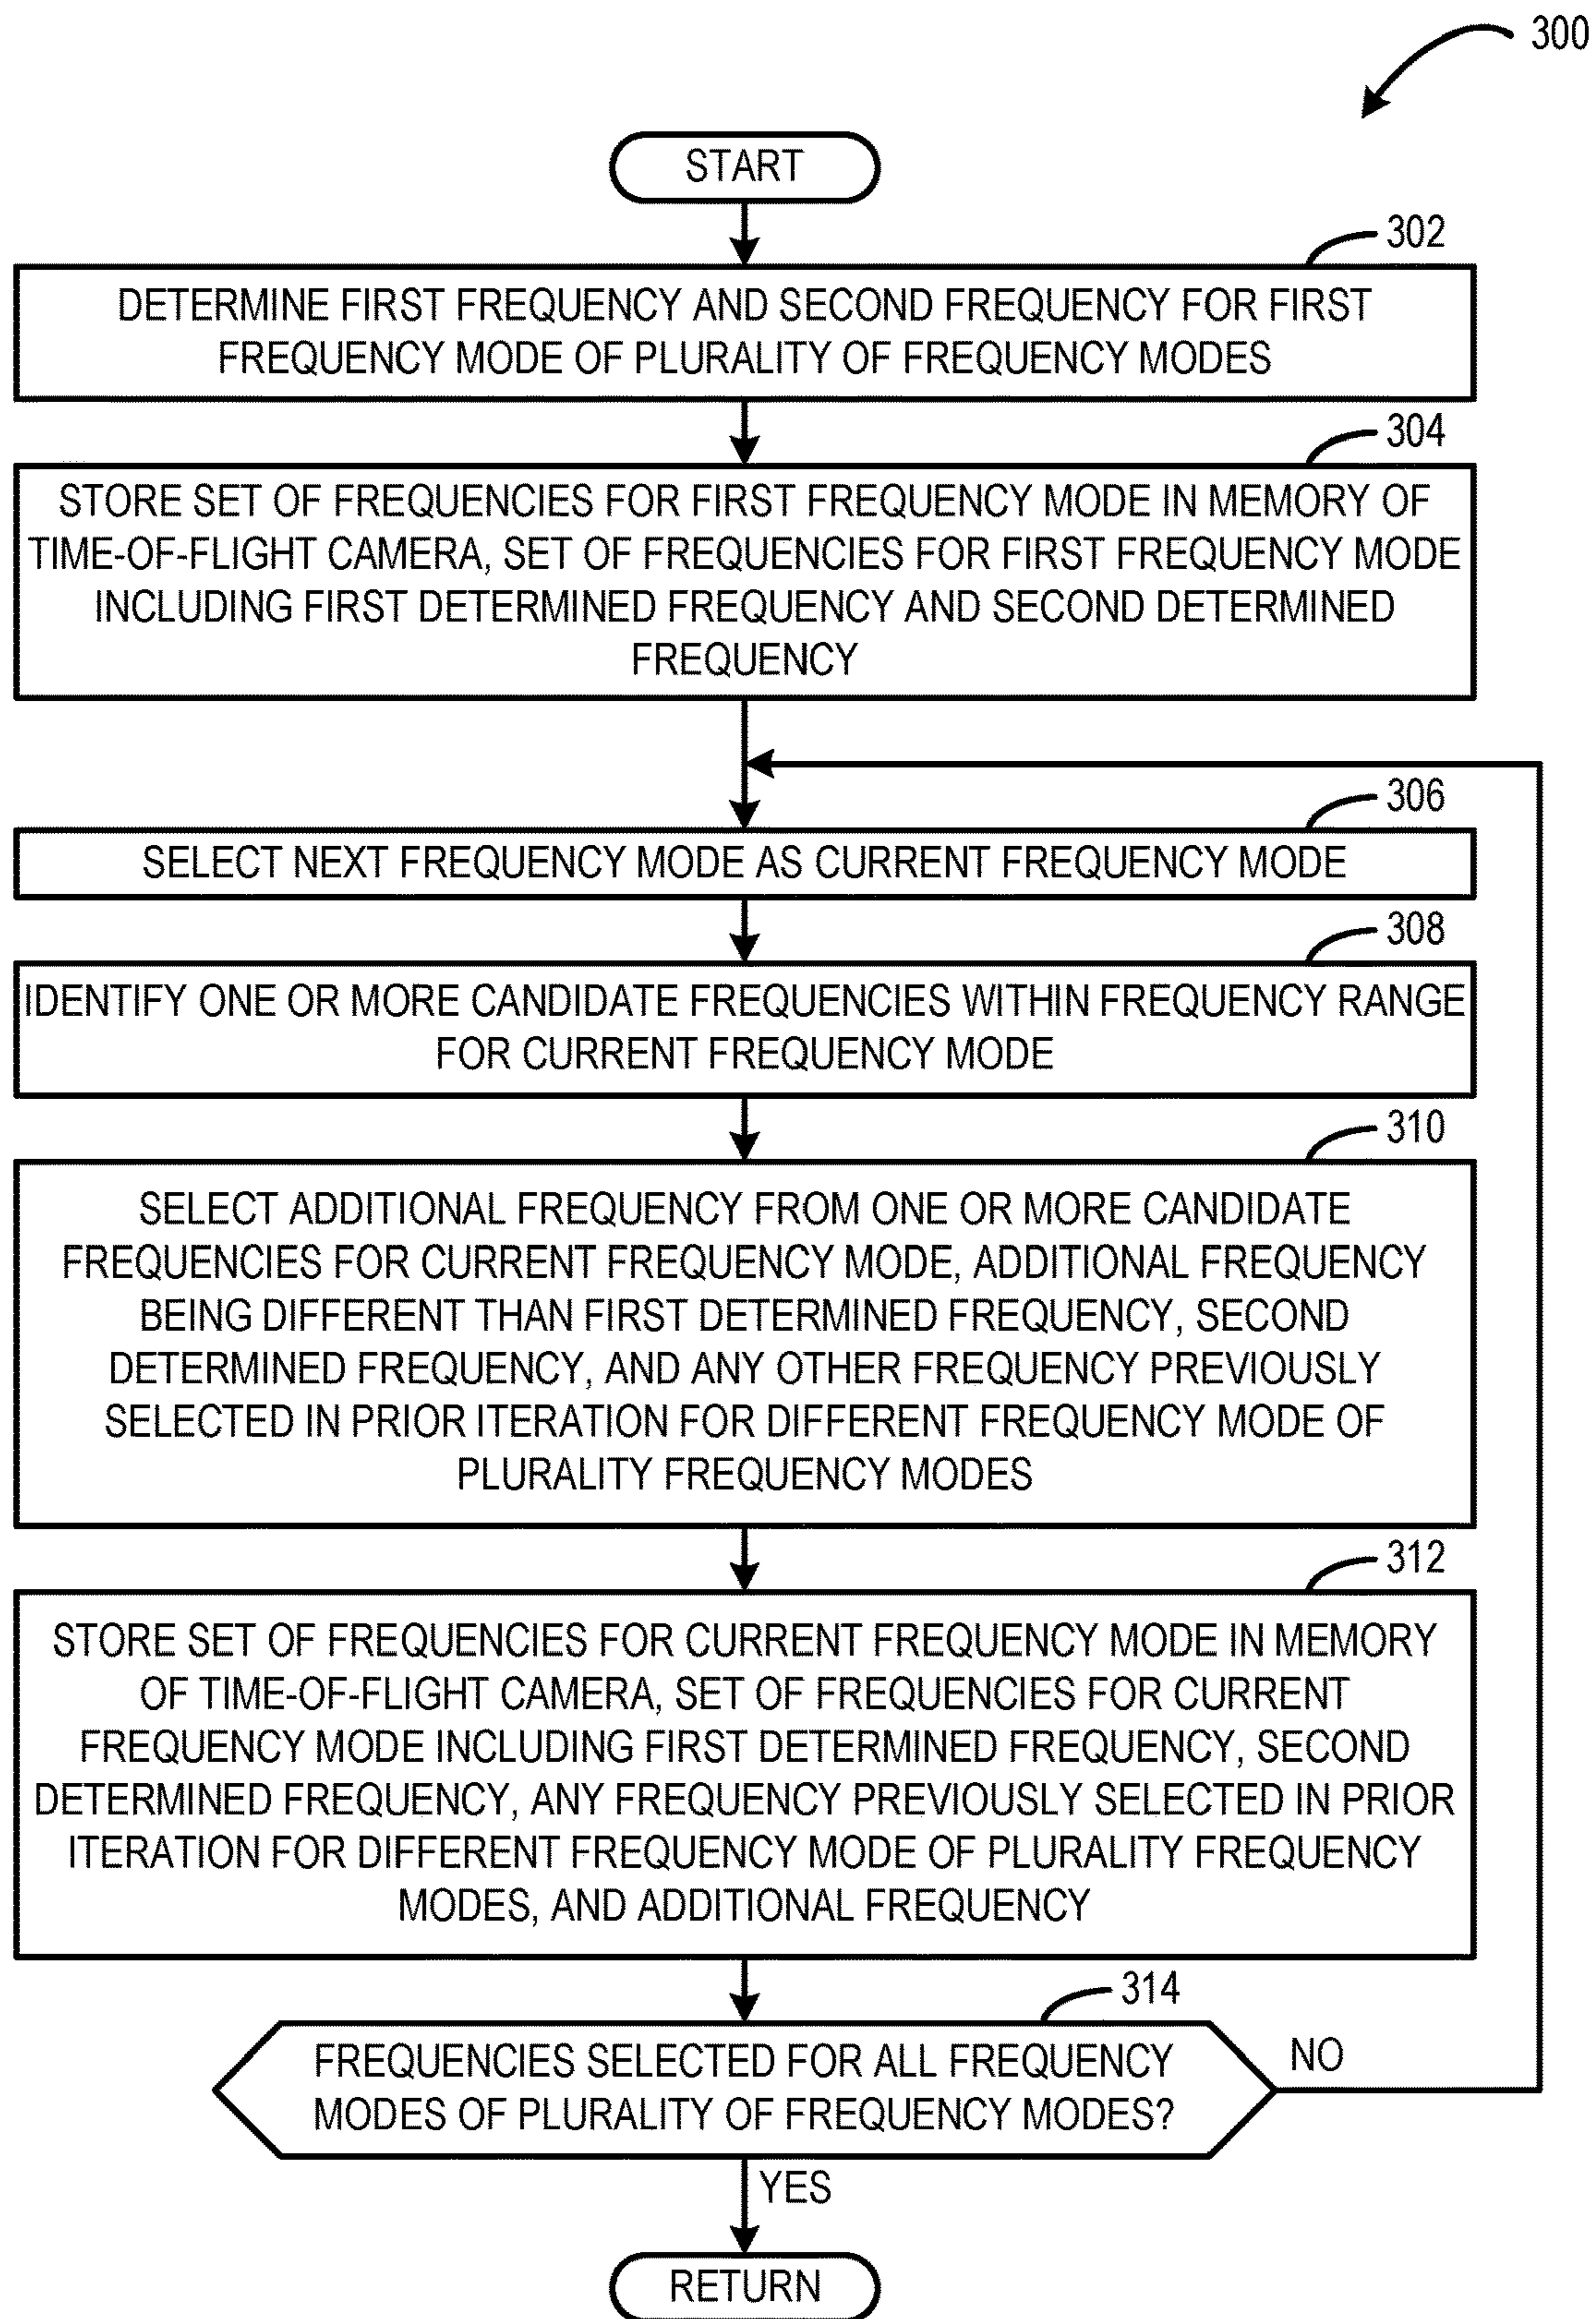 300
START
302
DETERMINE FIRST FREQUENCY AND SECOND FREQUENCY FOR FIRST
FREQUENCY MODE OF PLURALITY OF FREQUENCY MODES
304
STORE SET OF FREQUENCIES FOR FIRST FREQUENCY MODE IN MEMORY OF
TIME-OF-FLIGHT CAMERA, SET OF FREQUENCIES FOR FIRST FREQUENCY MODE
INCLUDING FIRST DETERMINED FREQUENCY AND SECOND DETERMINED
FREQUENCY
306
SELECT NEXT FREQUENCY MODE AS CURRENT FREQUENCY MODE
308
IDENTIFY ONE OR MORE CANDIDATE FREQUENCIES WITHIN FREQUENCY RANGE
FOR CURRENT FREQUENCY MODE
310
SELECT ADDITIONAL FREQUENCY FROM ONE OR MORE CANDIDATE
FREQUENCIES FOR CURRENT FREQUENCY MODE, ADDITIONAL FREQUENCY
BEING DIFFERENT THAN FIRST DETERMINED FREQUENCY, SECOND
DETERMINED FREQUENCY, AND ANY OTHER FREQUENCY PREVIOUSLY
SELECTED IN PRIOR ITERATION FOR DIFFERENT FREQUENCY MODE OF
PLURALITY FREQUENCY MODES
312
STORE SET OF FREQUENCIES FOR CURRENT FREQUENCY MODE IN MEMORY
OF TIME-OF-FLIGHT CAMERA, SET OF FREQUENCIES FOR CURRENT
FREQUENCY MODE INCLUDING FIRST DETERMINED FREQUENCY, SECOND
DETERMINED FREQUENCY, ANY FREQUENCY PREVIOUSLY SELECTED IN PRIOR
ITERATION FOR DIFFERENT FREQUENCY MODE OF PLURALITY FREQUENCY
MODES, AND ADDITIONAL FREQUENCY
314
FREQUENCIES SELECTED FOR ALL FREQUENCY
MODES OF PLURALITY OF FREQUENCY MODES?
NO
YES
RETURN